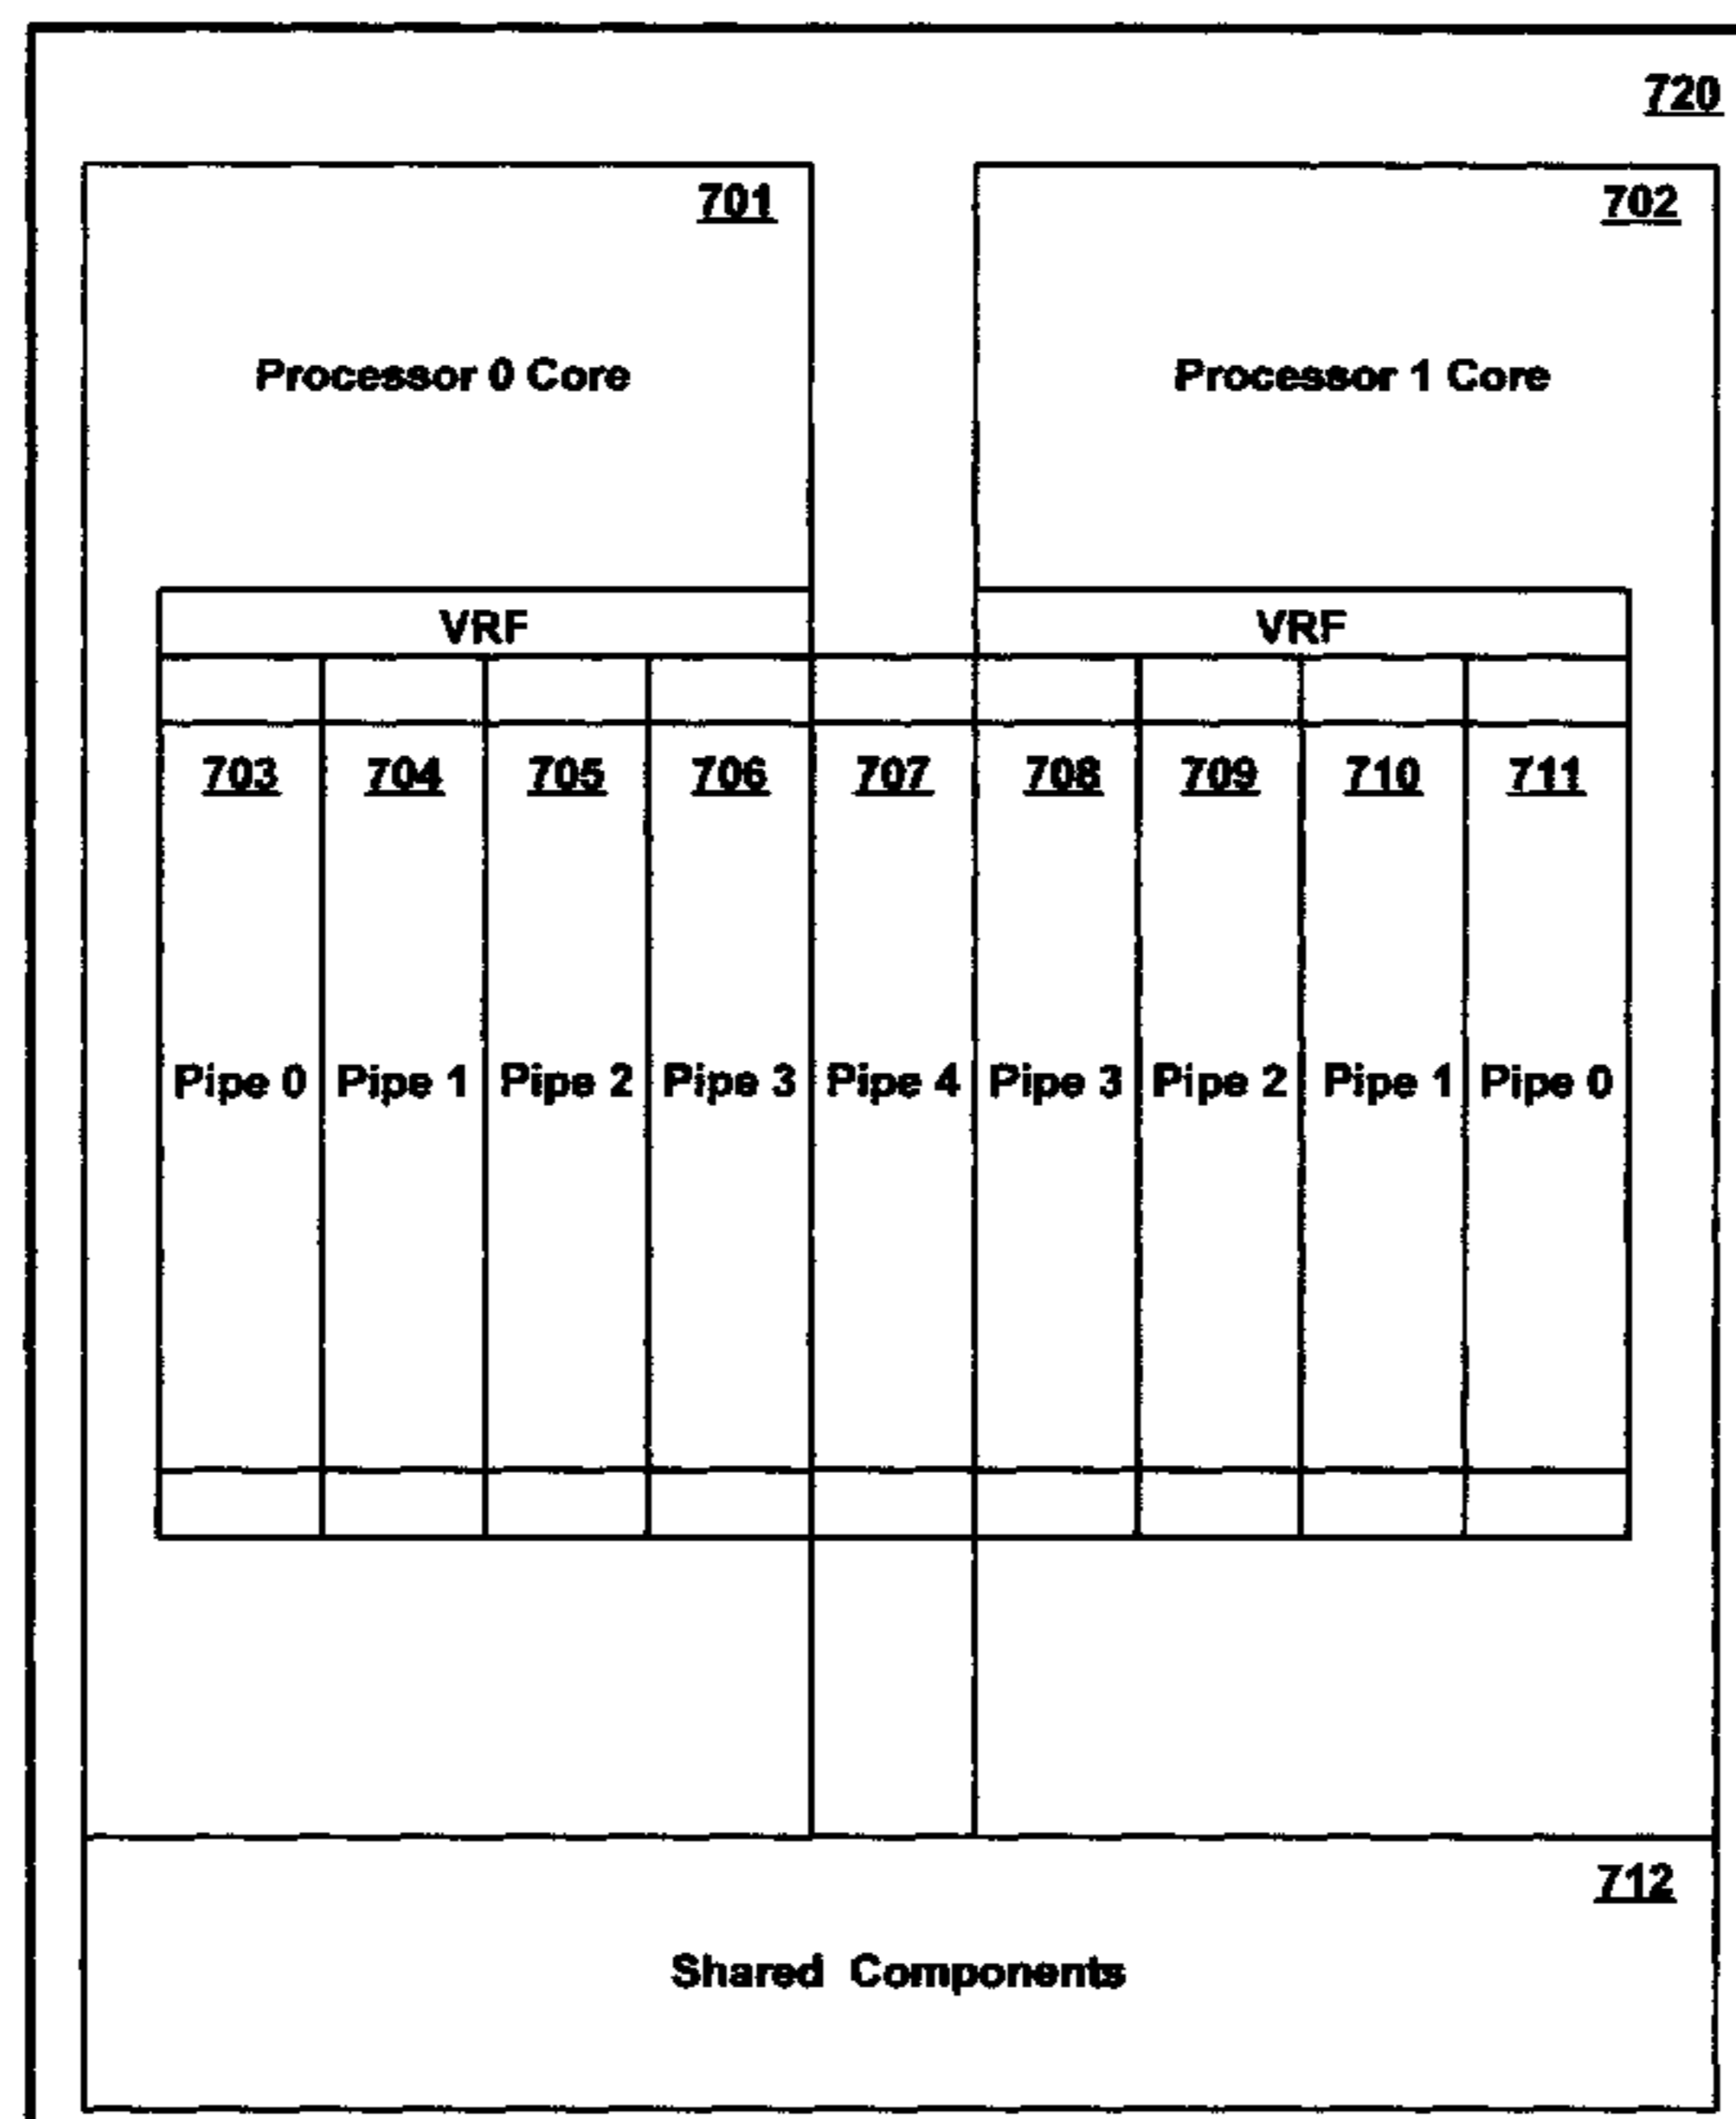 720
701 702
Processor 0 Core Processor 1 Core
VRF VRF
703 704 705 706 707 708 709 710 711
Pipe 0 Pipe 1 Pipe 2 Pipe 3 Pipe 4 Pipe 3 Pipe 2 Pipe 1 Pipe 0
712
Shared Components